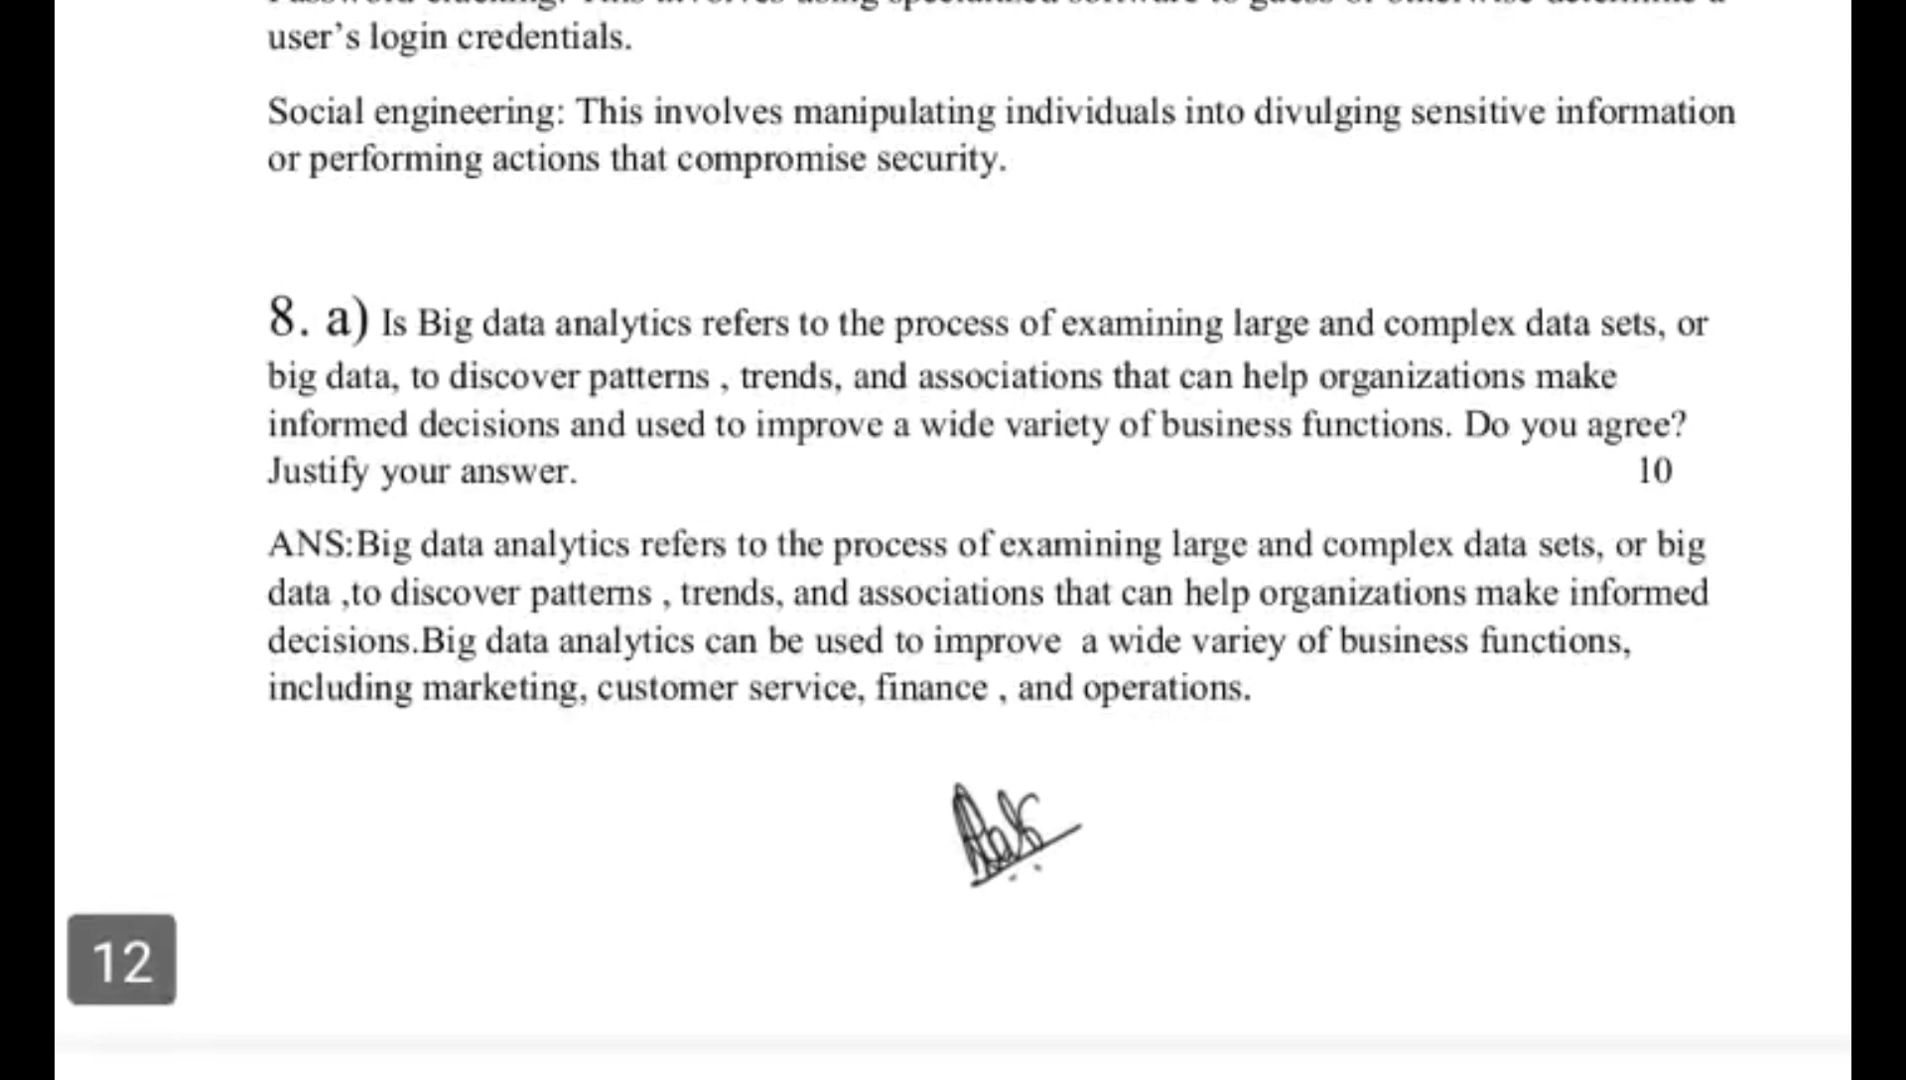 user's login credentials.
Social engineering: This involves manipulating individuals into divulging sensitive information
or performing actions that compromise security.
8. a) Is Big data analytics refers to the process of examining large and complex data sets, or
big data, to discover patterns , trends, and associations that can help organizations make
informed decisions and used to improve a wide variety of business functions. Do you agree?
Justify your answer. 10
ANS:Big data analytics refers to the process of examining large and complex data sets, or big
data ,to discover patterns , trends, and associations that can help organizations make informed
decisions.Big data analytics can be used to improve a wide variey of business functions,
including marketing, customer service, finance , and operations.
12